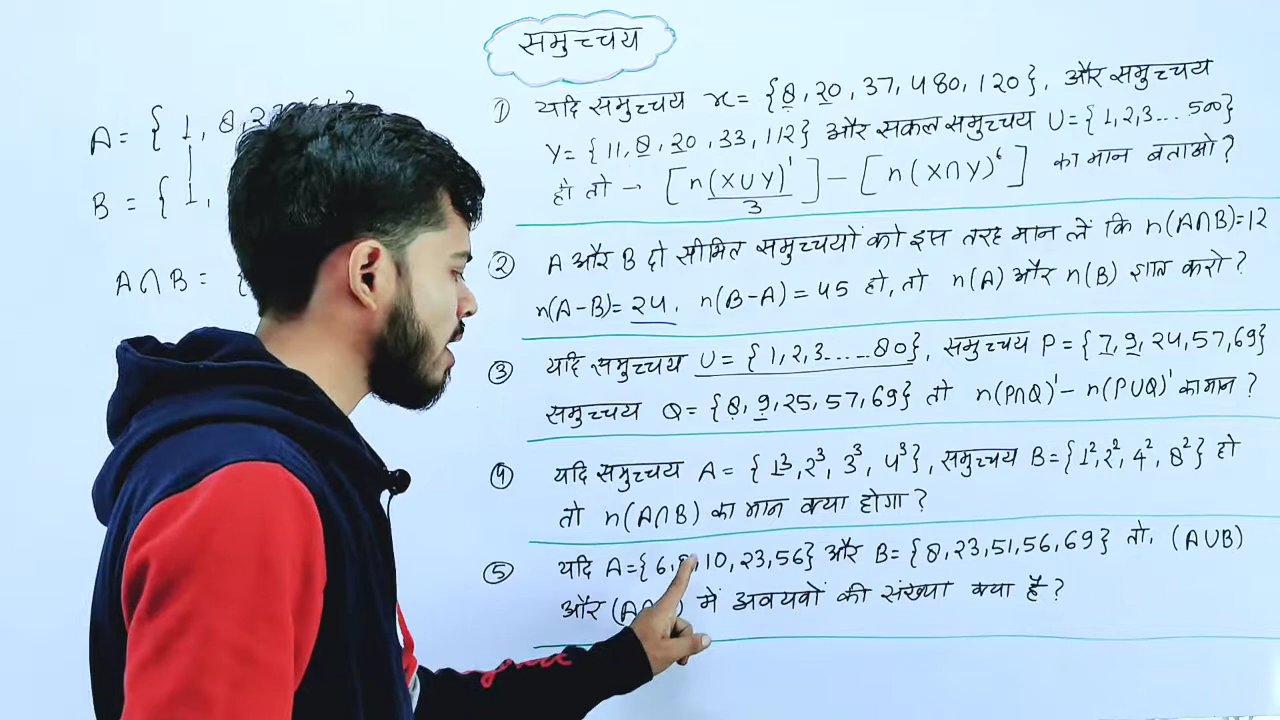 समुच्चय
A = { 1, 8, 27, 64 }
B = { 1,
A∩B = {
① यदि समुच्चय x = {8, 20, 37, 480, 120}, और समुच्चय
Y = {11, 8, 20, 33, 112} और सकल समुच्चय U = {1,2,3... 500}
हो तो → [n(X∪Y)'/3] - [n(X∩Y)⁶] का मान बताओ?
② A और B दो सीमित समुच्चयों को इस तरह मान लें कि n(A∩B)=12
n(A-B)= 24, n(B-A) = 45 हो, तो n(A) और n(B) ज्ञात करो?
③ यदि समुच्चय U = {1,2,3.....80}, समुच्चय P = {7,9,24,57,69}
समुच्चय Q = {8, 9,25,57,69} तो n(P∩Q)' - n(P∪Q)' का मान?
④ यदि समुच्चय A = {1³, 2³, 3³, 4³}, समुच्चय B = {1², 2², 4², 8²} हो
तो n(A∩B) का मान क्या होगा?
⑤ यदि A={6, 10, 23, 56} और B = {8, 23, 51, 56, 69} तो, (A∪B)
और (A में अवयवों की संख्या क्या है?